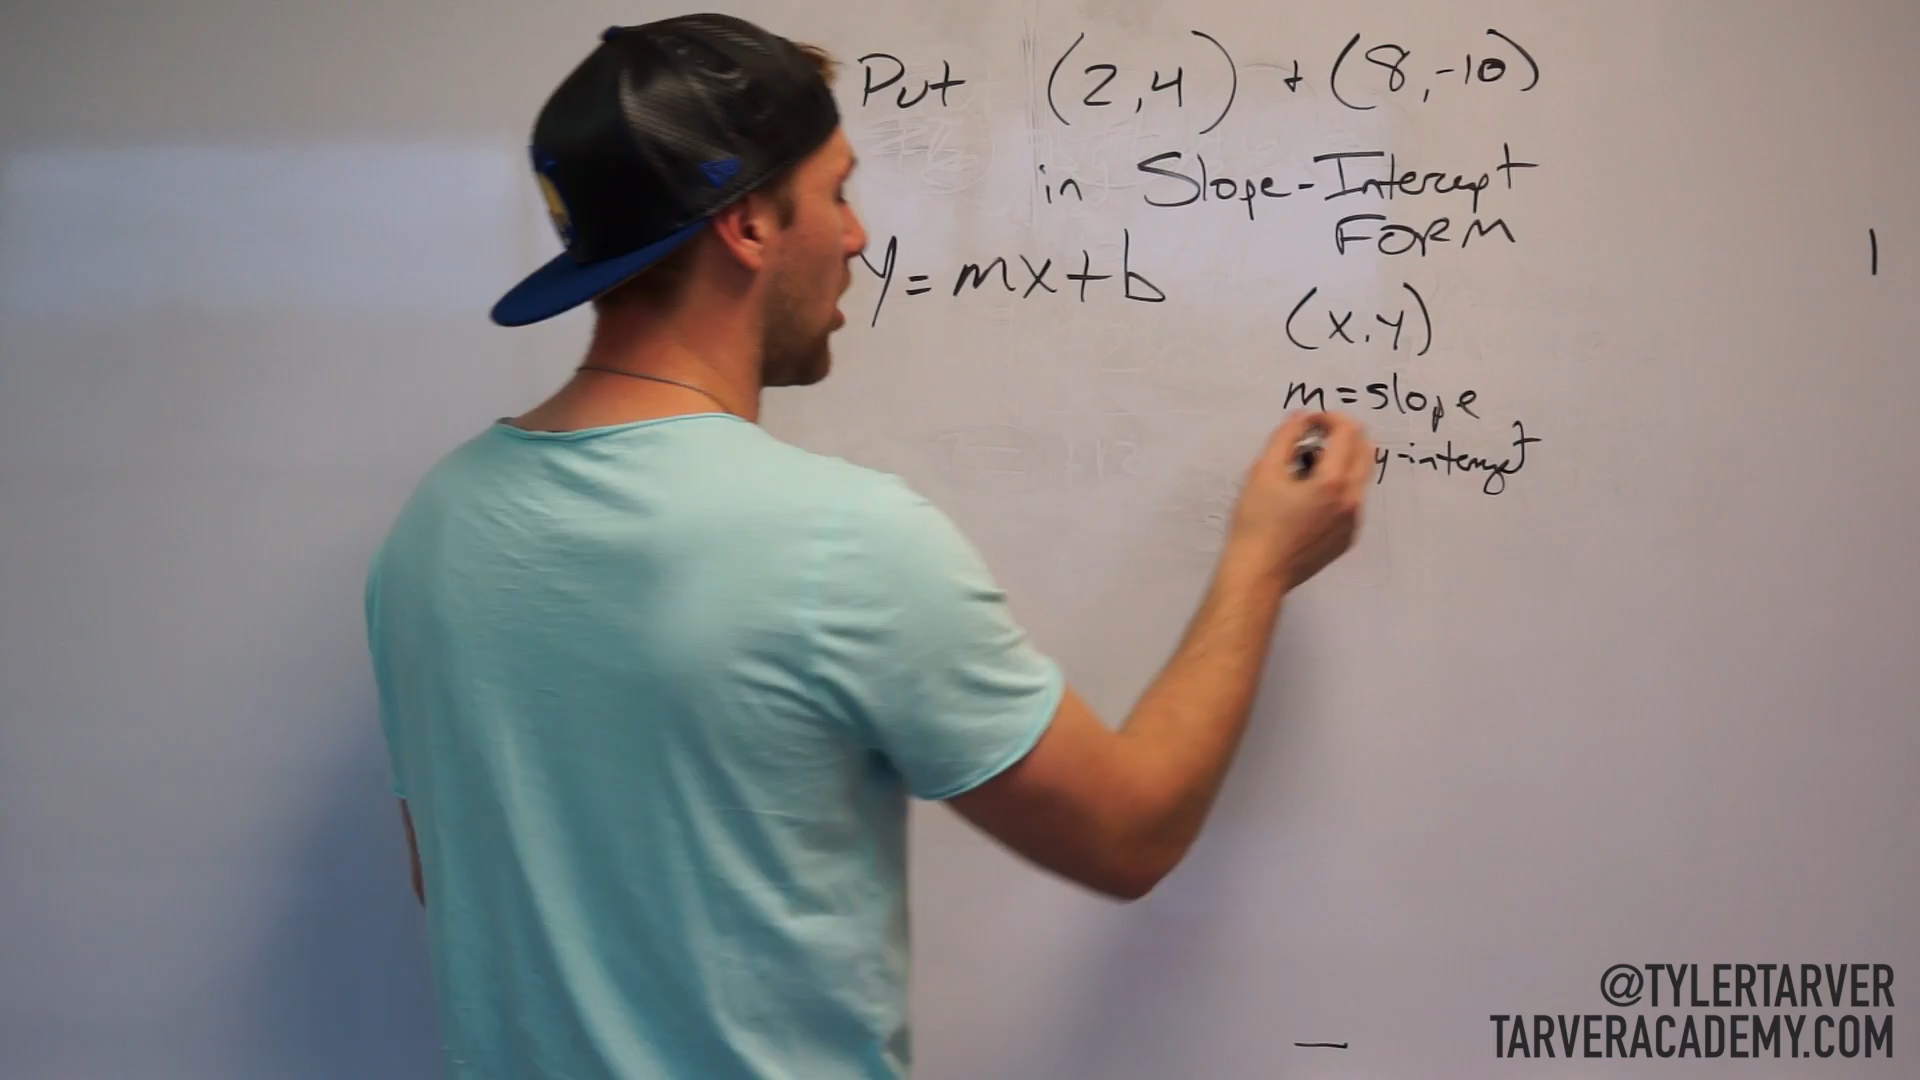 Put (2,4) + (8,-10)
in Slope-Intercept
FORM
y=mx+b
(x,y)
m=slope
y-intercept
@TYLERTARVER
TARVERACADEMY.COM